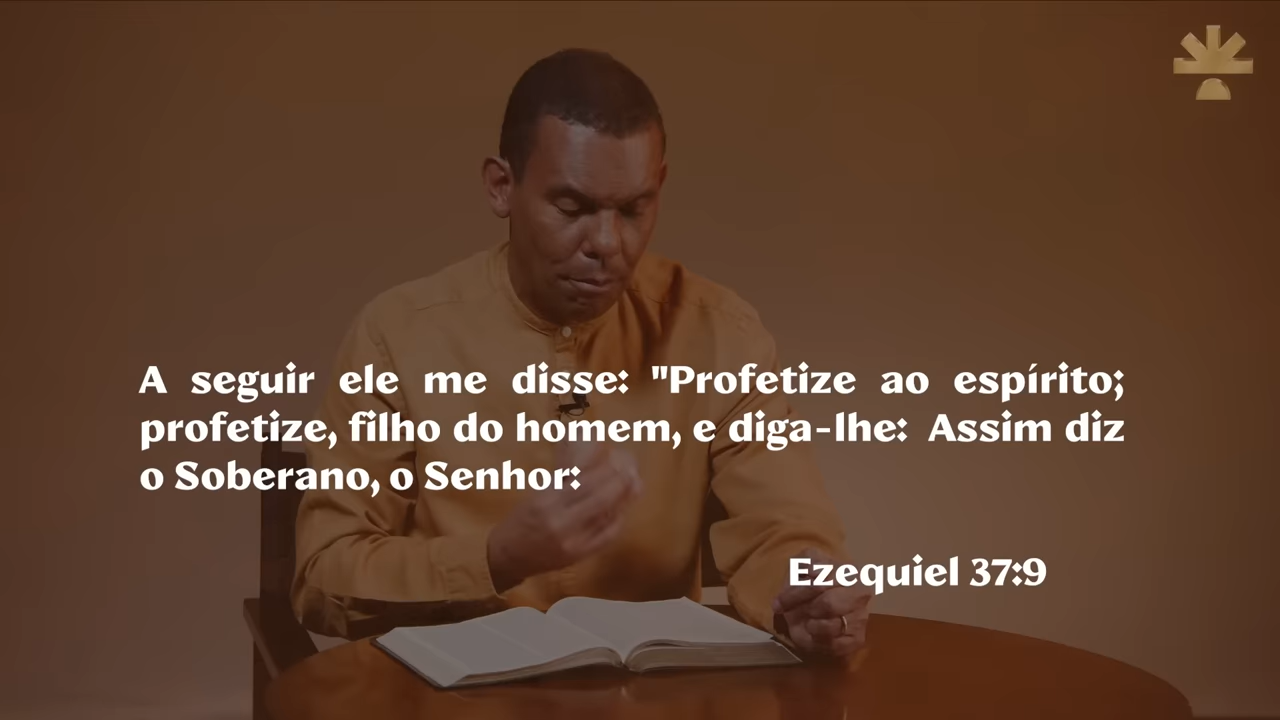 A seguir ele me disse: "Profetize ao espírito;
profetize, filho do homem, e diga-lhe: Assim diz
o Soberano, o Senhor:
Ezequiel 37:9